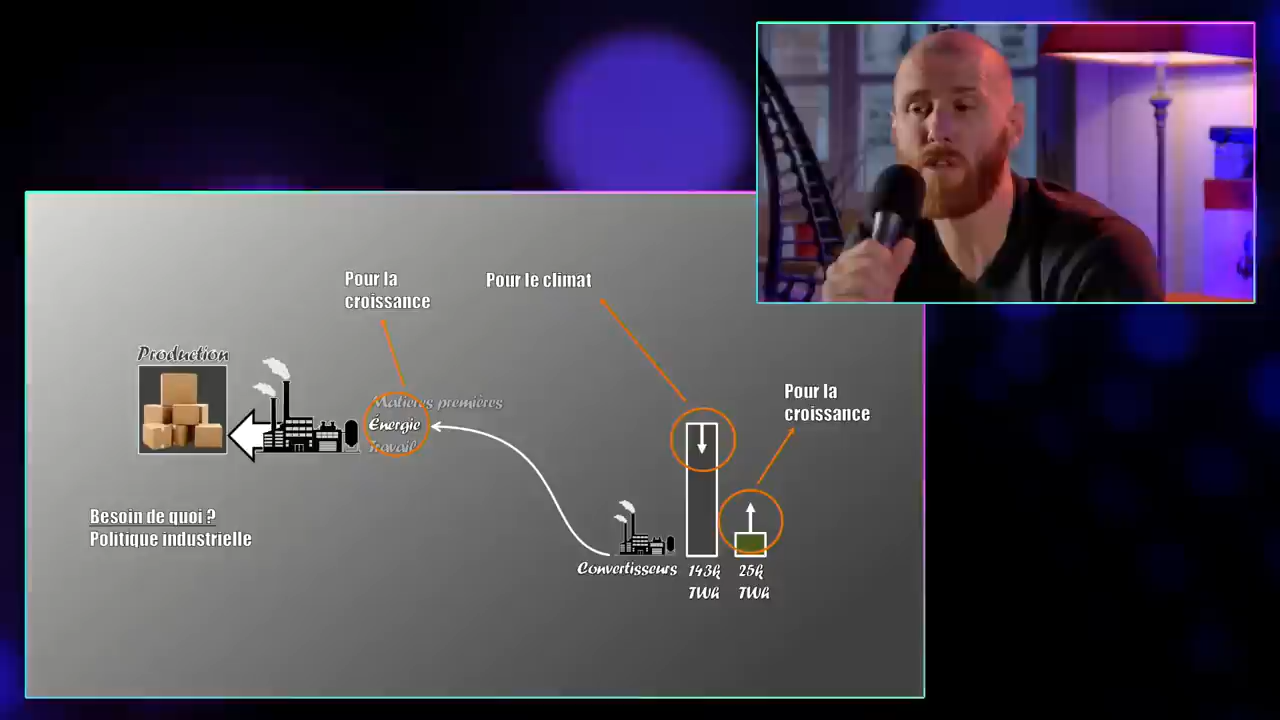 Pour la
croissance
Pour le climat
Production
Matières premières
Énergie
Travail
Pour la
croissance
Besoin de quoi ?
Politique industrielle
Convertisseurs
143k
TWh
25k
TWh